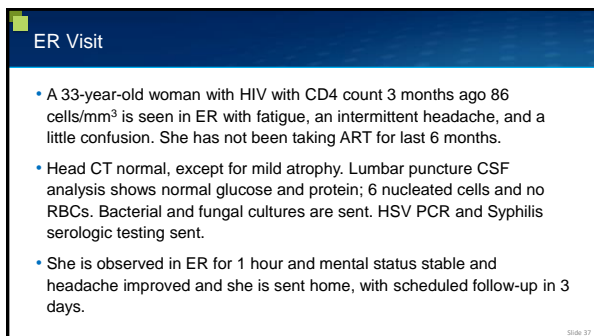 ER Visit
• A 33-year-old woman with HIV with CD4 count 3 months ago 86
cells/mm³ is seen in ER with fatigue, an intermittent headache, and a
little confusion. She has not been taking ART for last 6 months.
• Head CT normal, except for mild atrophy. Lumbar puncture CSF
analysis shows normal glucose and protein; 6 nucleated cells and no
RBCs. Bacterial and fungal cultures are sent. HSV PCR and Syphilis
serologic testing sent.
• She is observed in ER for 1 hour and mental status stable and
headache improved and she is sent home, with scheduled follow-up in 3
days.
Slide 37